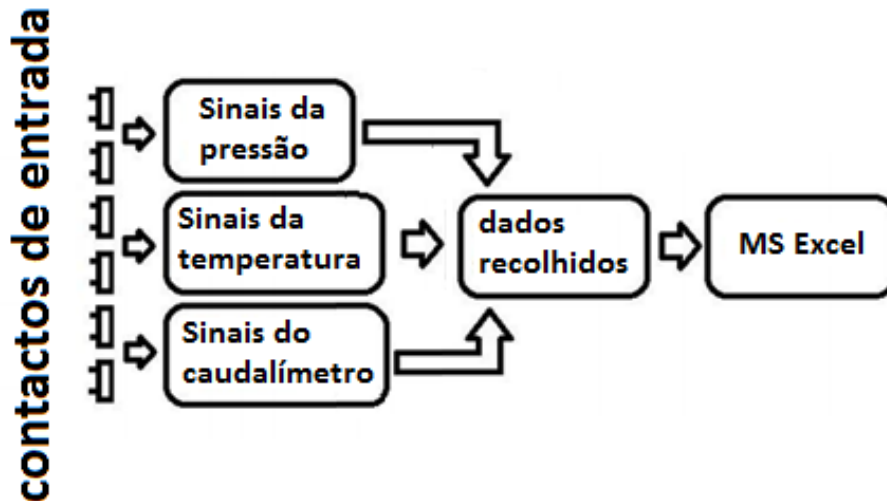 contactos de entrada
Sinais da
pressão
Sinais da
temperatura
Sinais do
caudalímetro
dados
recolhidos
MS Excel